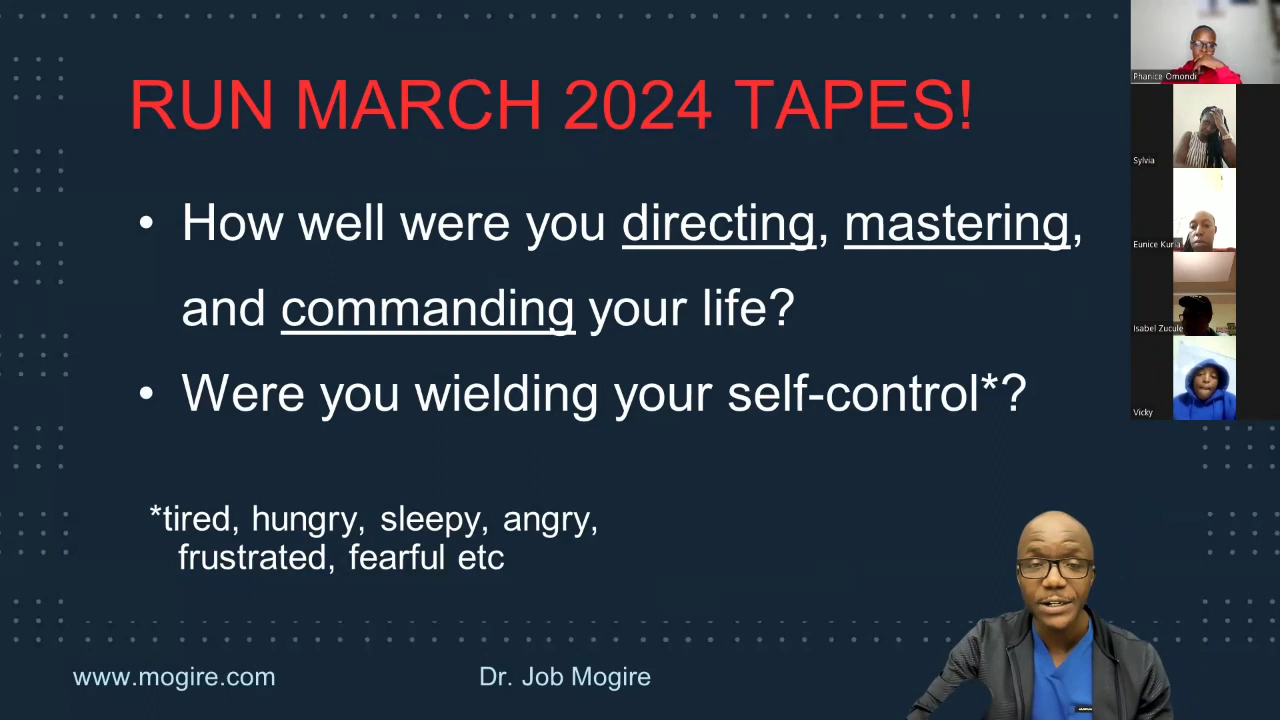 RUN MARCH 2024 TAPES!
• How well were you directing, mastering,
and commanding your life?
• Were you wielding your self-control*?
*tired, hungry, sleepy, angry,
frustrated, fearful etc
www.mogire.com
Dr. Job Mogire
Phanice Omondi
Sylvia
Eunice Kuria
Isabel Zucule
Vicky